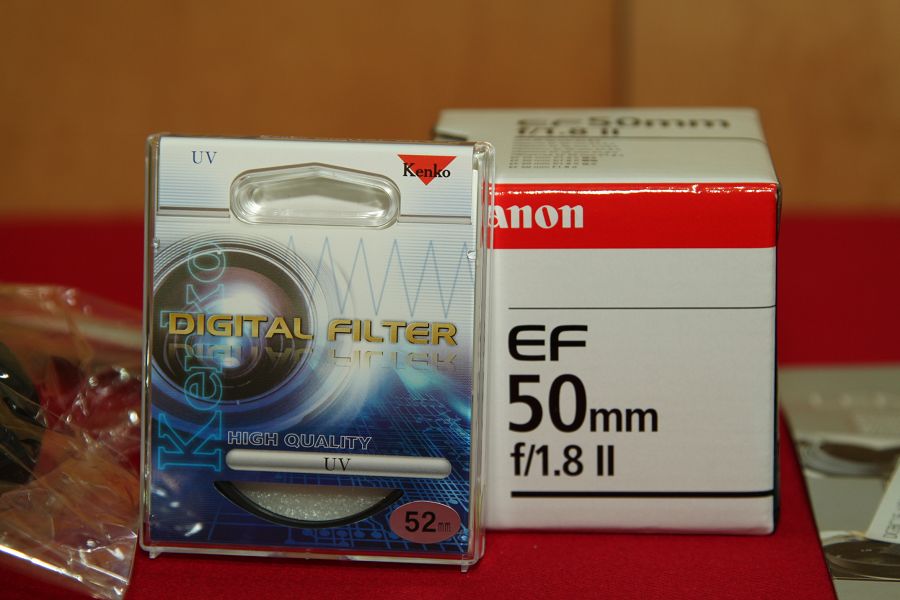 UV
Kenko
Kenko
DIGITAL FILTER
HIGH QUALITY
UV
52mm
EF 50mm
f/1.8 II
anon
EF
50mm
f/1.8 II